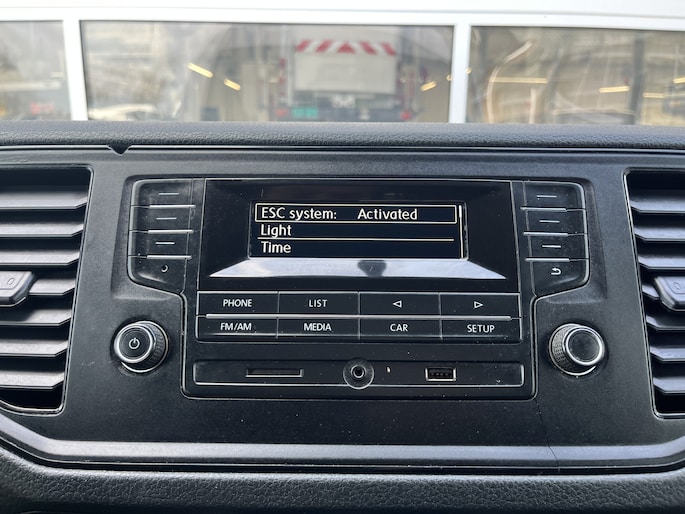 ESC system: Activated
Light
Time
PHONE LIST
FM/AM MEDIA CAR SETUP